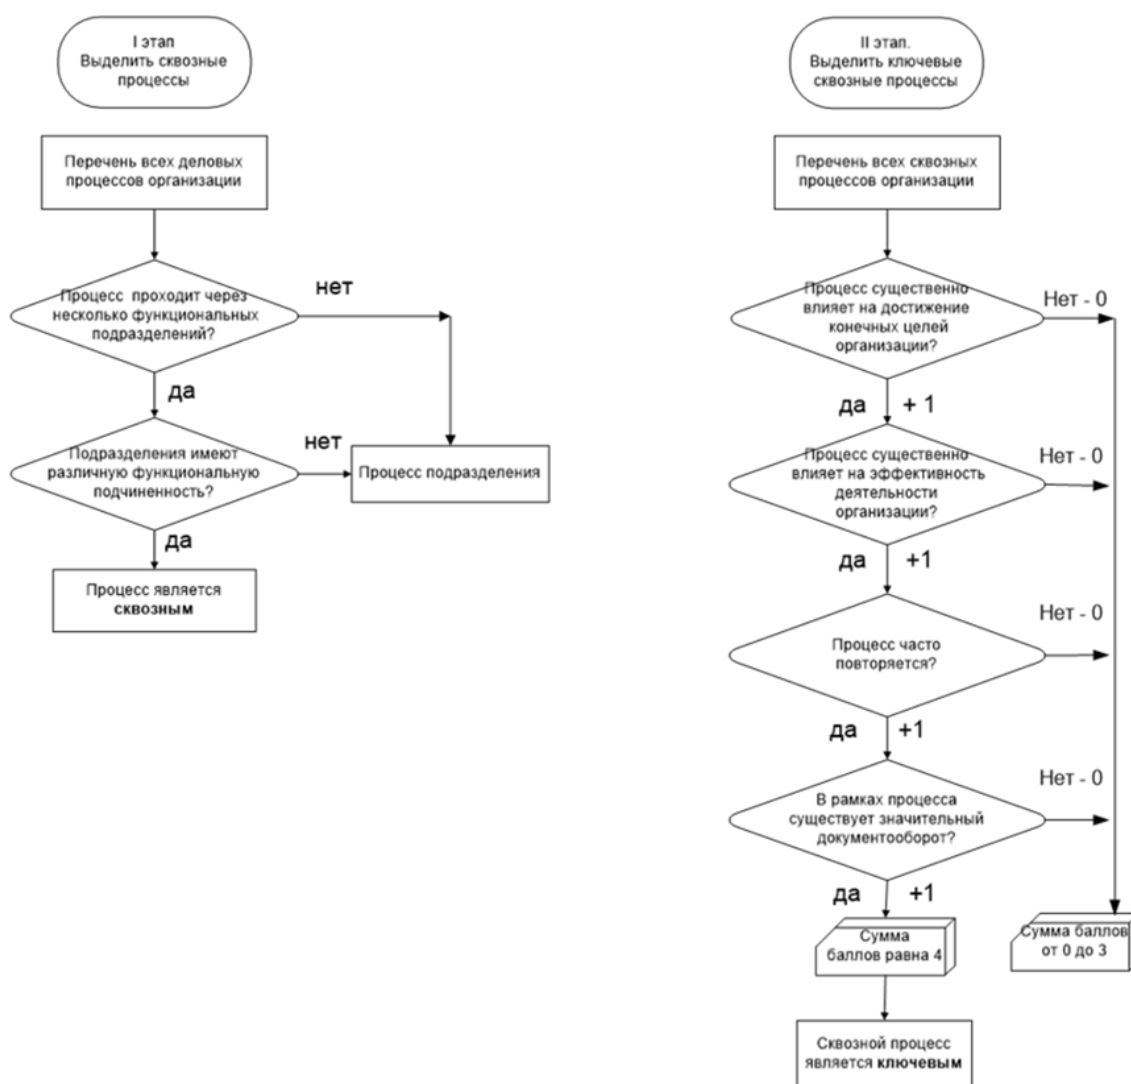 I этап
Выделить сквозные
процессы
Перечень всех деловых
процессов организации
Процесс проходит через
несколько функциональных
подразделений?
нет
да
Подразделения имеют
различную функциональную
подчиненность?
нет
Процесс подразделения
да
Процесс является
сквозным
II этап.
Выделить ключевые
сквозные процессы
Перечень всех сквозных
процессов организации
Процесс существенно
влияет на достижение
конечных целей
организации?
Нет - 0
да + 1
Процесс существенно
влияет на эффективность
деятельности
организации?
Нет - 0
да +1
Процесс часто
повторяется?
Нет - 0
да +1
В рамках процесса
существует значительный
документооборот?
Нет - 0
да +1
Сумма
баллов равна 4
Сумма баллов
от 0 до 3
Сквозной процесс
является ключевым